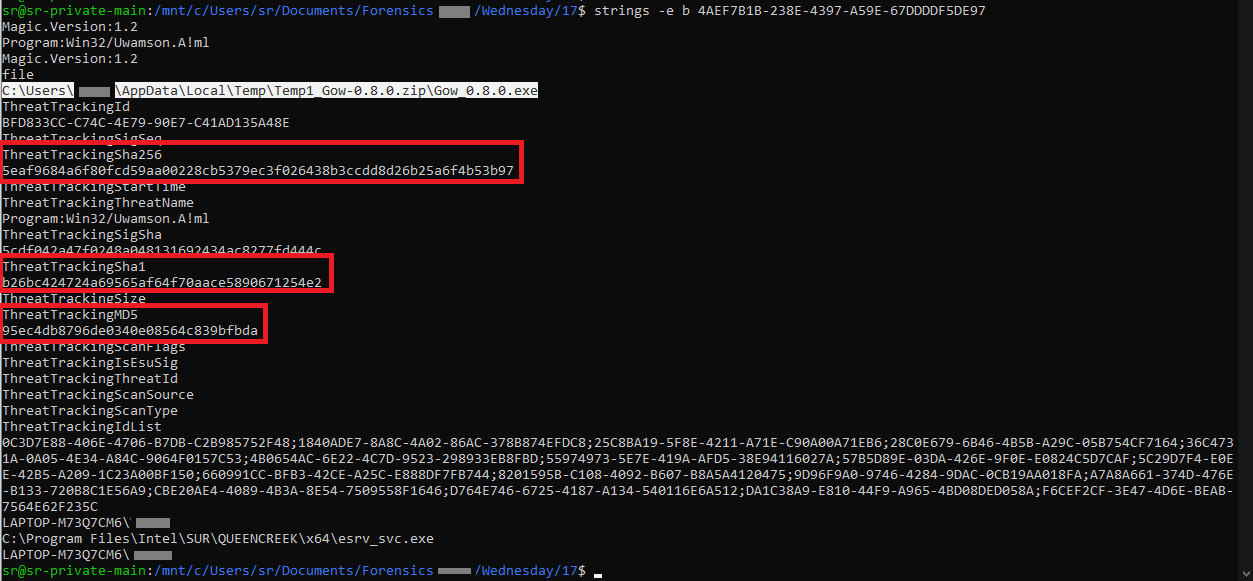 sr@sr-private-main:/mnt/c/Users/sr/Documents/Forensics /Wednesday/17$ strings -e b 4AEF7B1B-238E-4397-A59E-67DDDDF5DE97
Magic.Version:1.2
Program:Win32/Uwamson.A!ml
Magic.Version:1.2
file
C:\Users\ \AppData\Local\Temp\Temp1_Gow-0.8.0.zip\Gow_0.8.0.exe
ThreatTrackingId
BFD833CC-C74C-4E79-90E7-C41AD135A48E
ThreatTrackingSigSeq
ThreatTrackingSha256
5eaf9684a6f80fcd59aa00228cb5379ec3f026438b3ccdd8d26b25a6f4b53b97
ThreatTrackingStartTime
ThreatTrackingThreatName
Program:Win32/Uwamson.A!ml
ThreatTrackingSigSha
5cdf042a47f0248a048131692434ac8277fd444c
ThreatTrackingSha1
b26bc424724a69565af64f70aace5890671254e2
ThreatTrackingSize
ThreatTrackingMD5
95ec4db8796de0340e08564c839bfbda
ThreatTrackingScanFlags
ThreatTrackingIsEsuSig
ThreatTrackingThreatId
ThreatTrackingScanSource
ThreatTrackingScanType
ThreatTrackingIdList
0C3D7E88-406E-4706-B7DB-C2B985752F48;1840ADE7-8A8C-4A02-86AC-378B874EFDC8;25C8BA19-5F8E-4211-A71E-C90A00A71EB6;28C0E679-6B46-4B5B-A29C-05B754CF7164;36C473
1A-0A05-4E34-A84C-9064F0157C53;4B0654AC-6E22-4C7D-9523-298933EB8FBD;55974973-5E7E-419A-AFD5-38E94116027A;57B5D89E-03DA-426E-9F0E-E0824C5D7CAF;5C29D7F4-E0E
E-42B5-A209-1C23A00BF150;660991CC-BFB3-42CE-A25C-E888DF7FB744;8201595B-C108-4092-B607-B8A5A4120475;9D96F9A0-9746-4284-9DAC-0CB19AA018FA;A7A8A661-374D-476E
-B133-720B8C1E56A9;CBE20AE4-4089-4B3A-8E54-7509558F1646;D764E746-6725-4187-A134-540116E6A512;DA1C38A9-E810-44F9-A965-4BD08DED058A;F6CEF2CF-3E47-4D6E-BEAB-
7564E62F235C
LAPTOP-M73Q7CM6\
C:\Program Files\Intel\SUR\QUEENCREEK\x64\esrv_svc.exe
LAPTOP-M73Q7CM6\
sr@sr-private-main:/mnt/c/Users/sr/Documents/Forensics /Wednesday/17$